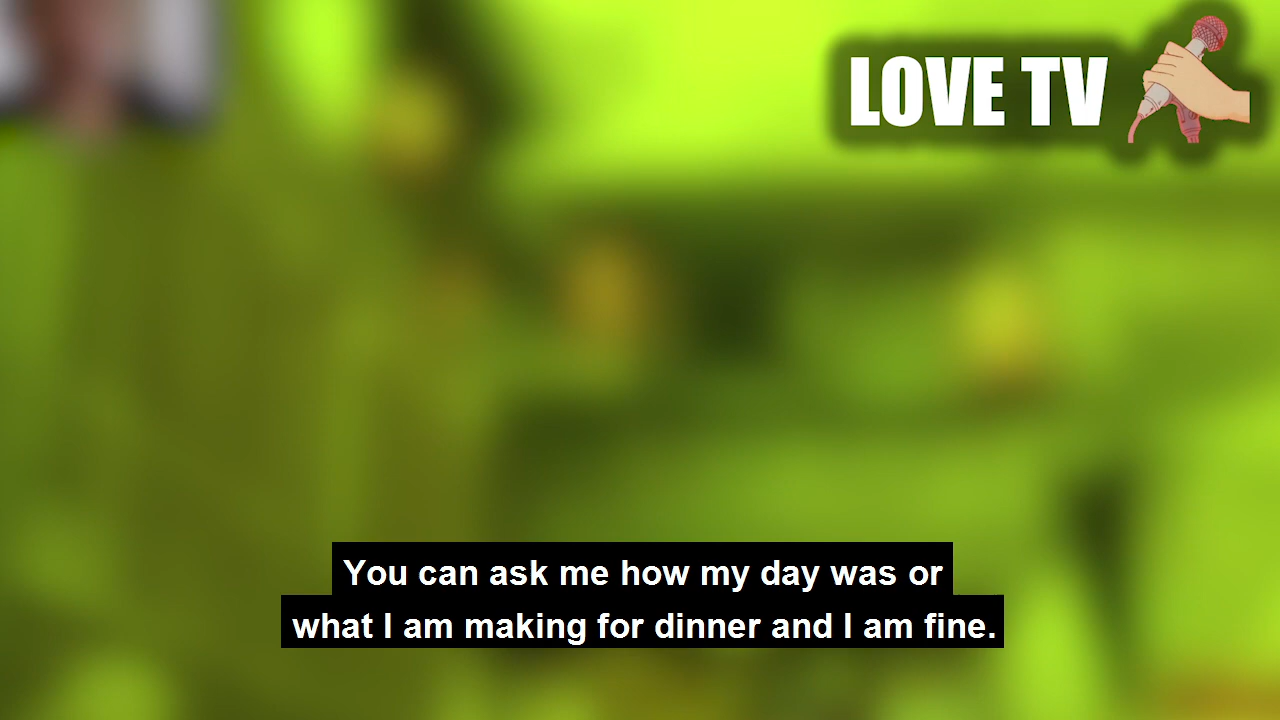 LOVE TV
You can ask me how my day was or
what I am making for dinner and I am fine.